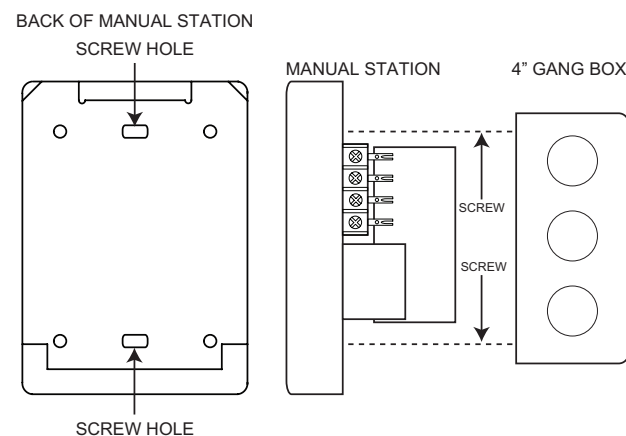 BACK OF MANUAL STATION
SCREW HOLE
MANUAL STATION
4” GANG BOX
SCREW
SCREW
SCREW HOLE